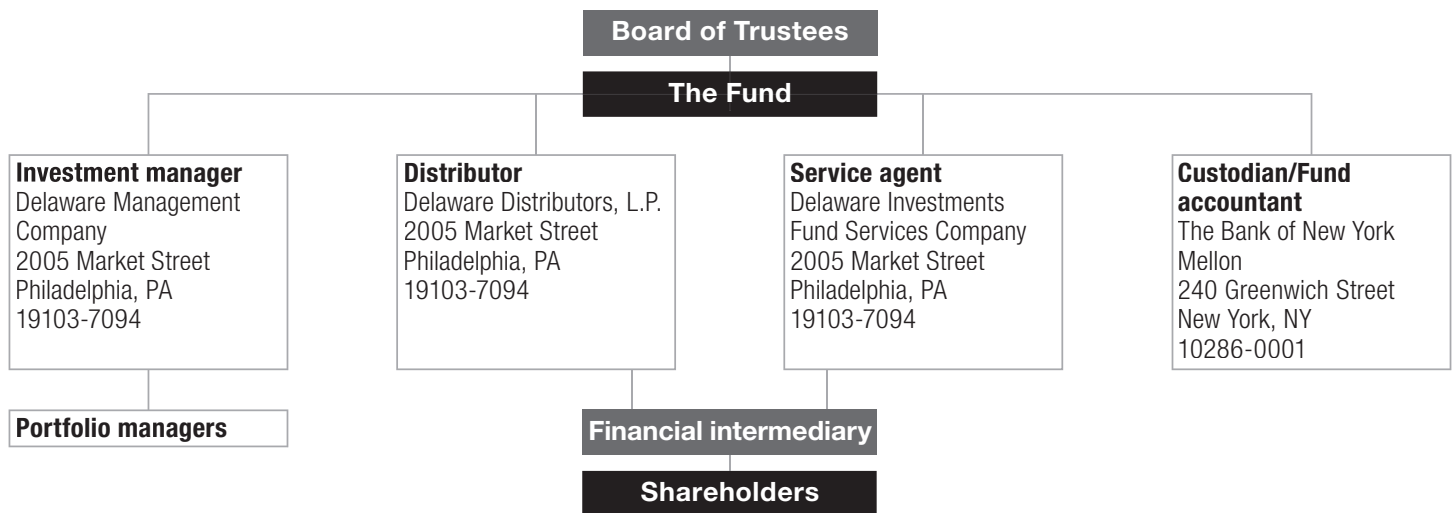 Board of Trustees
The Fund
Investment manager
Delaware Management
Company
2005 Market Street
Philadelphia, PA
19103-7094
Distributor
Delaware Distributors, L.P.
2005 Market Street
Philadelphia, PA
19103-7094
Service agent
Delaware Investments
Fund Services Company
2005 Market Street
Philadelphia, PA
19103-7094
Custodian/Fund
accountant
The Bank of New York
Mellon
240 Greenwich Street
New York, NY
10286-0001
Portfolio managers
Financial intermediary
Shareholders